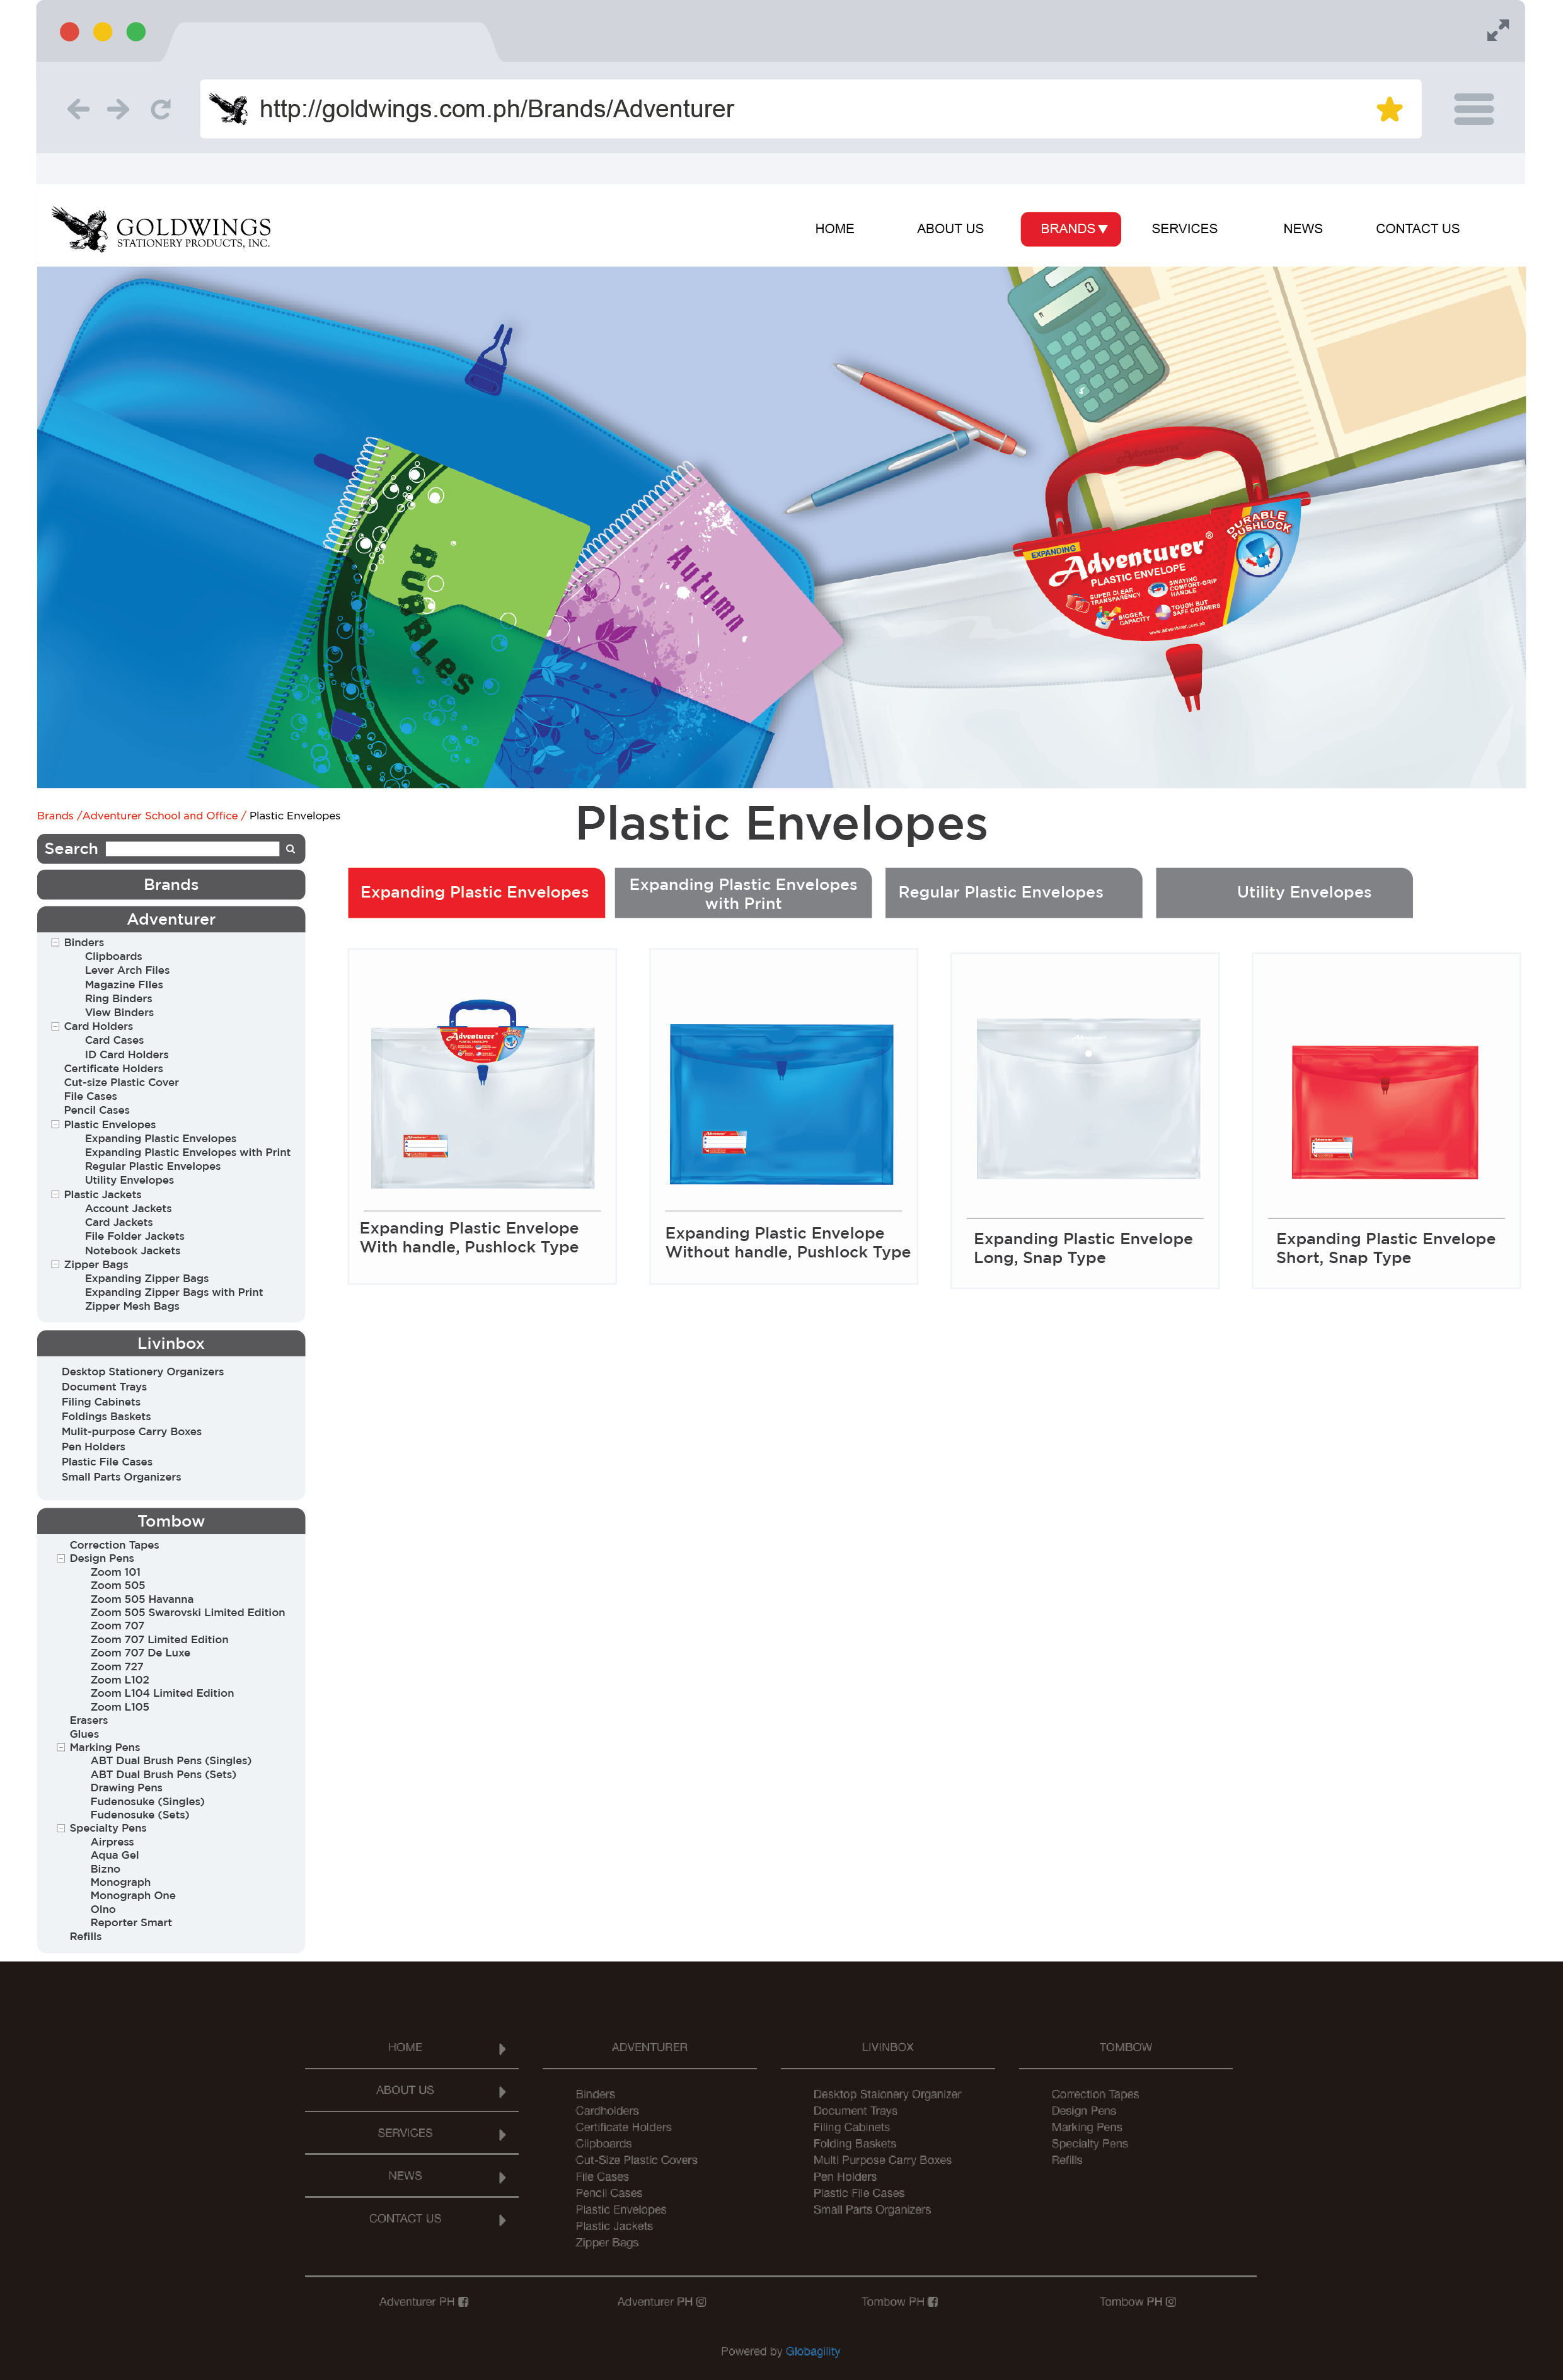 http://goldwings.com.ph/Brands/Adventurer
GOLDWINGS
STATIONERY PRODUCTS, INC.
HOME
ABOUT US
BRANDS
SERVICES
NEWS
CONTACT US
0
Bubbles
Autumn
EXPANDING
Adventurer®
PLASTIC ENVELOPE
DURABLE
PUSHLOCK
SUPER CLEAR
TRANSPARENCY
SWAYING
COMFORT-GRIP
HANDLE
BIGGER
CAPACITY
TOUGH BUT
SAFE CORNERS
www.adventurer.com.ph
Brands /Adventurer School and Office / Plastic Envelopes
Plastic Envelopes
Search
Brands
Adventurer
Binders
Clipboards
Lever Arch Files
Magazine FIles
Ring Binders
View Binders
Card Holders
Card Cases
ID Card Holders
Certificate Holders
Cut-size Plastic Cover
File Cases
Pencil Cases
Plastic Envelopes
Expanding Plastic Envelopes
Expanding Plastic Envelopes with Print
Regular Plastic Envelopes
Utility Envelopes
Plastic Jackets
Account Jackets
Card Jackets
File Folder Jackets
Notebook Jackets
Zipper Bags
Expanding Zipper Bags
Expanding Zipper Bags with Print
Zipper Mesh Bags
Livinbox
Desktop Stationery Organizers
Document Trays
Filing Cabinets
Foldings Baskets
Mulit-purpose Carry Boxes
Pen Holders
Plastic File Cases
Small Parts Organizers
Tombow
Correction Tapes
Design Pens
Zoom 101
Zoom 505
Zoom 505 Havanna
Zoom 505 Swarovski Limited Edition
Zoom 707
Zoom 707 Limited Edition
Zoom 707 De Luxe
Zoom 727
Zoom L102
Zoom L104 Limited Edition
Zoom L105
Erasers
Glues
Marking Pens
ABT Dual Brush Pens (Singles)
ABT Dual Brush Pens (Sets)
Drawing Pens
Fudenosuke (Singles)
Fudenosuke (Sets)
Specialty Pens
Airpress
Aqua Gel
Bizno
Monograph
Monograph One
Olno
Reporter Smart
Refills
Expanding Plastic Envelopes
Expanding Plastic Envelopes
with Print
Regular Plastic Envelopes
Utility Envelopes
Adventurer
PLASTIC ENVELOPE
Adventurer
Expanding Plastic Envelope
With handle, Pushlock Type
Adventurer
Expanding Plastic Envelope
Without handle, Pushlock Type
Adventurer
Expanding Plastic Envelope
Long, Snap Type
Adventurer
Expanding Plastic Envelope
Short, Snap Type
HOME
ABOUT US
SERVICES
NEWS
CONTACT US
ADVENTURER
Binders
Cardholders
Certificate Holders
Clipboards
Cut-Size Plastic Covers
File Cases
Pencil Cases
Plastic Envelopes
Plastic Jackets
Zipper Bags
LIVINBOX
Desktop Staionery Organizer
Document Trays
Filing Cabinets
Folding Baskets
Multi Purpose Carry Boxes
Pen Holders
Plastic File Cases
Small Parts Organizers
TOMBOW
Correction Tapes
Design Pens
Marking Pens
Specialty Pens
Refills
Adventurer PH
Adventurer PH
Tombow PH
Tombow PH
Powered by Globagility